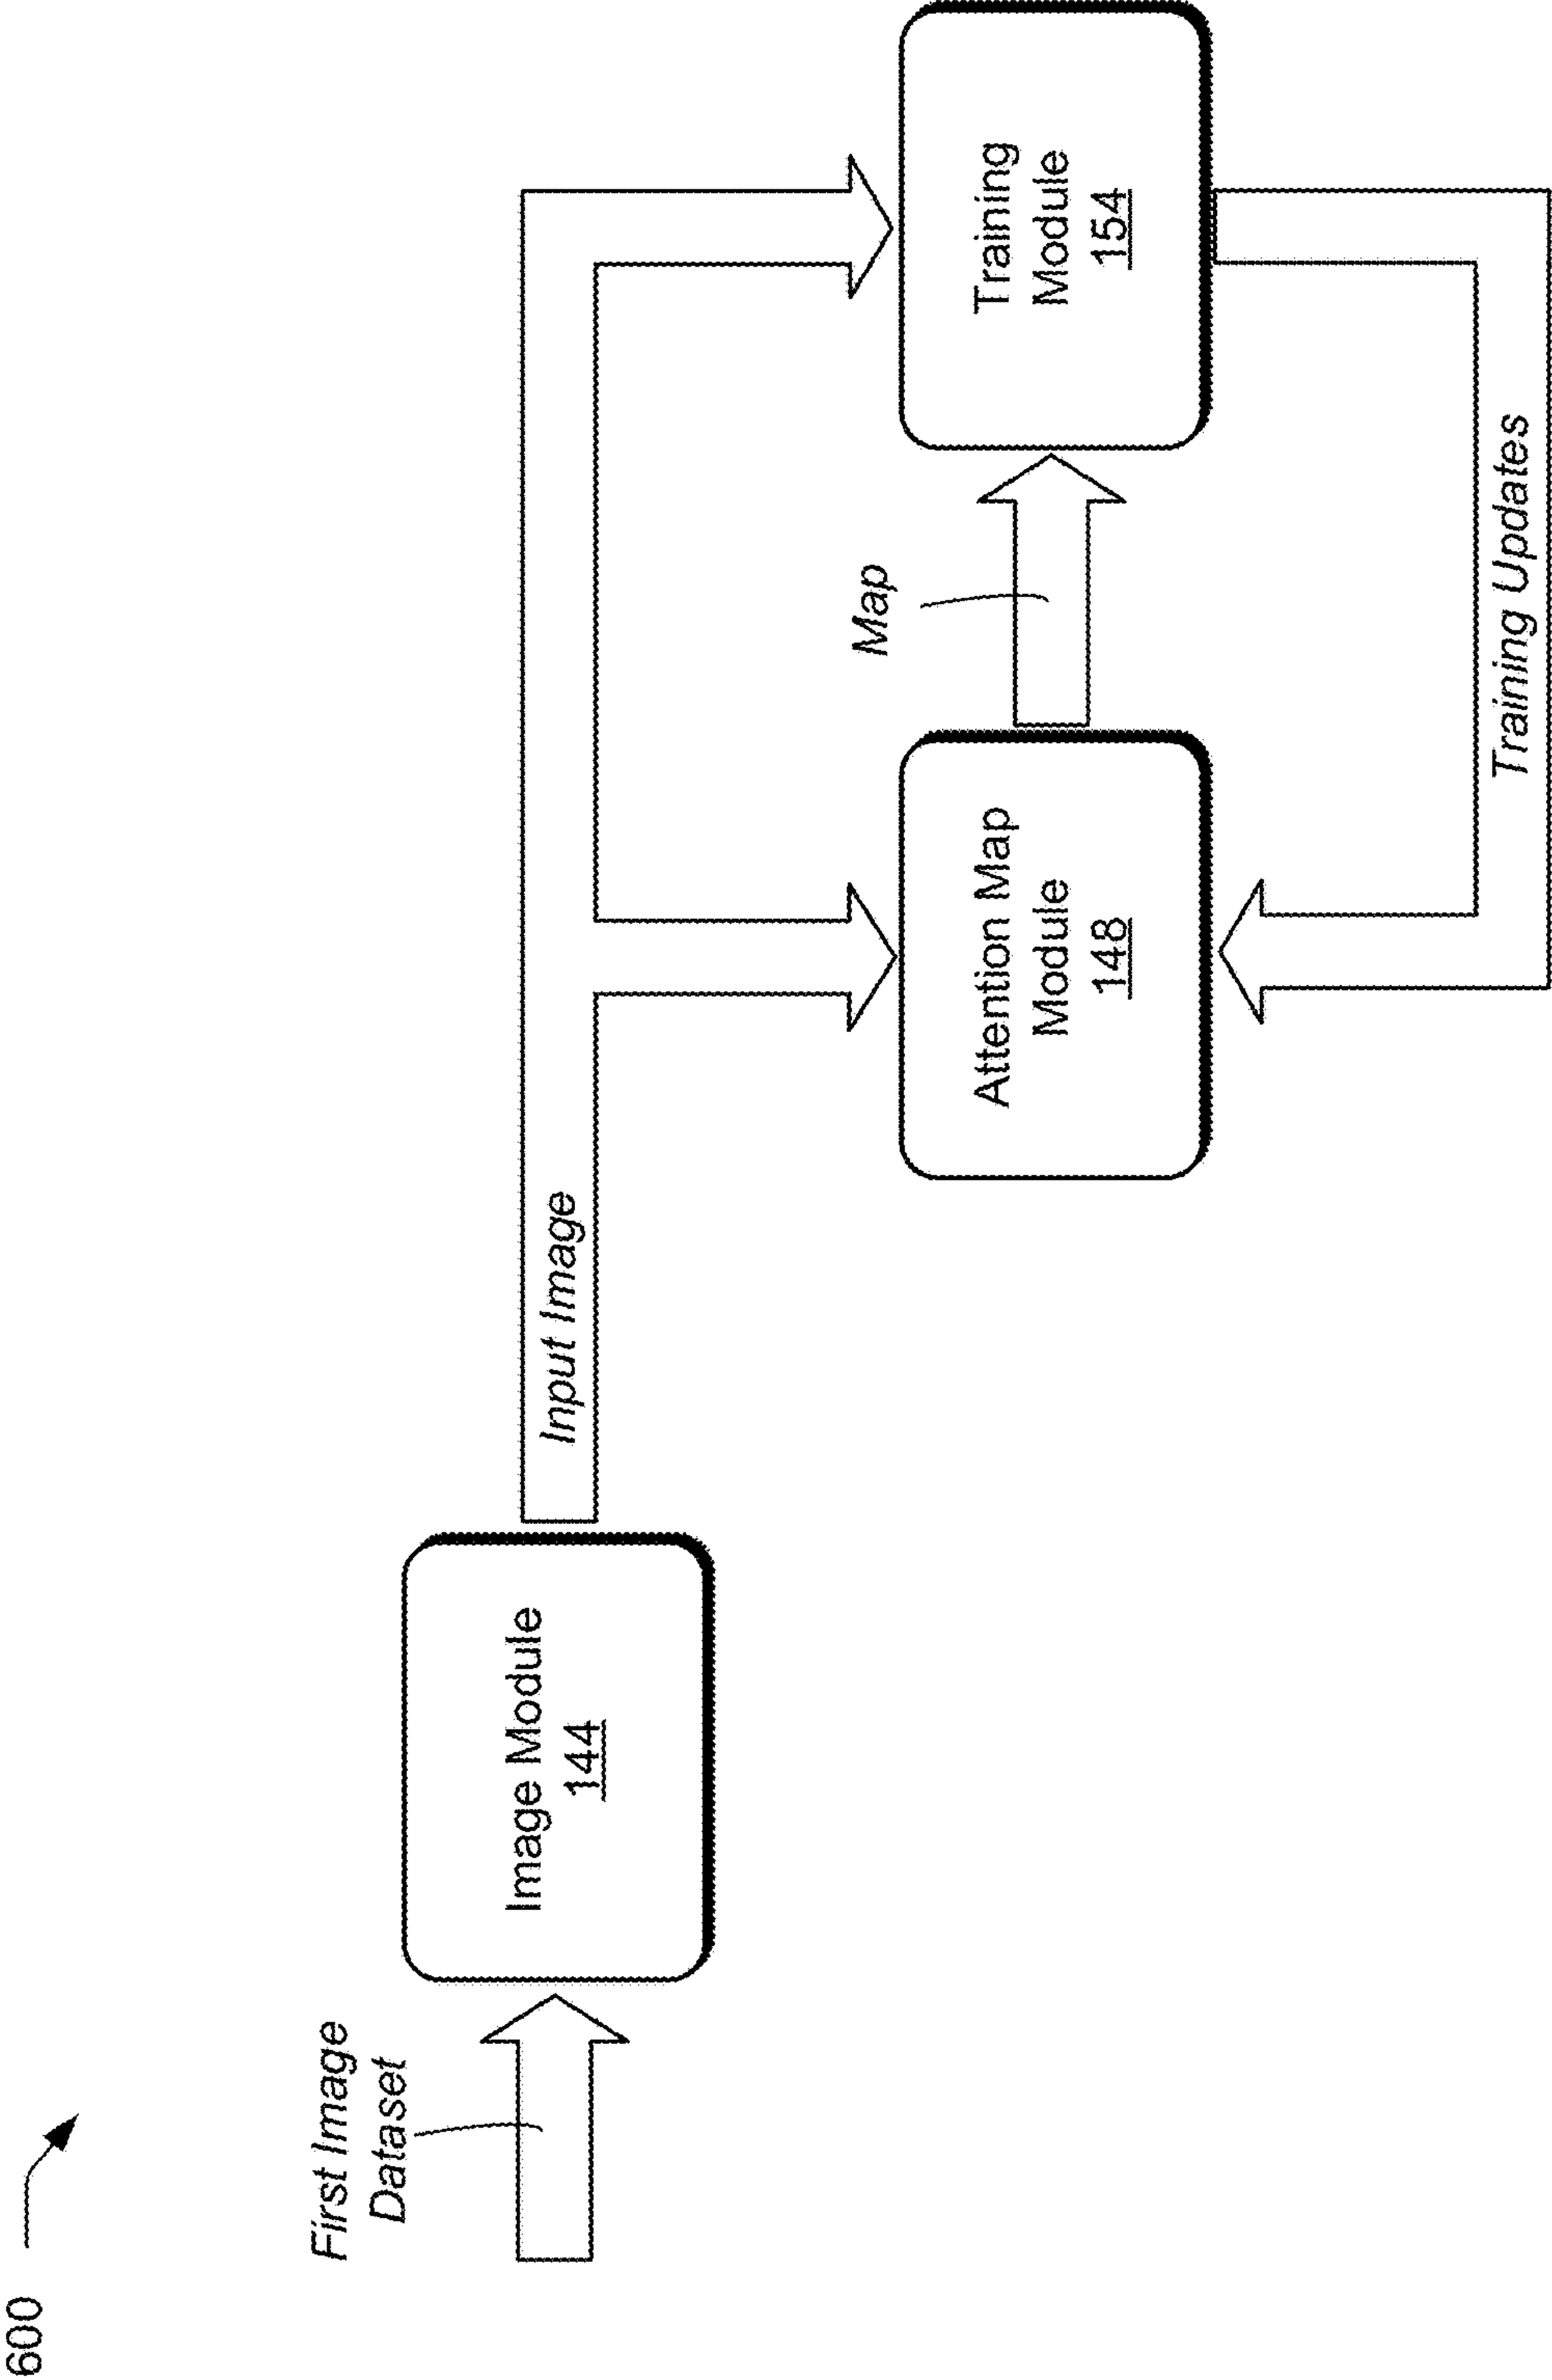 600
First Image
Dataset
Image Module
144
Input Image
Attention Map
Module
148
Map
Training
Module
154
Training Updates